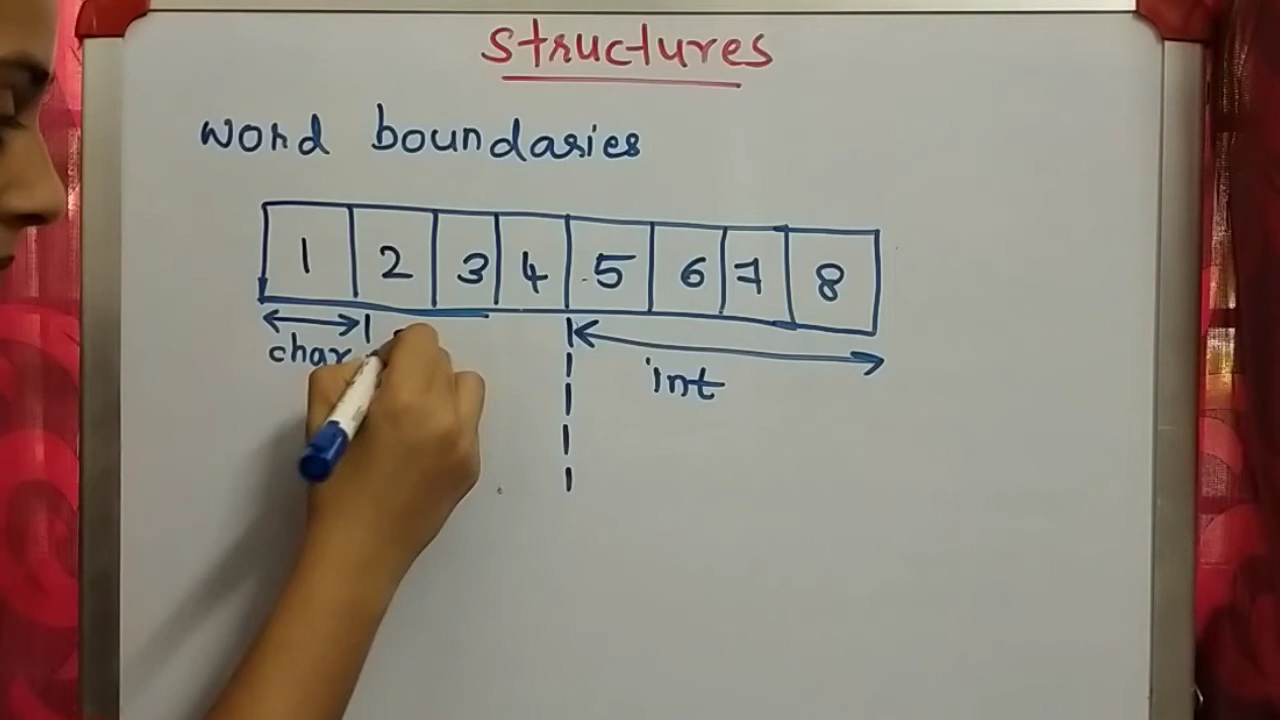 Structures
word boundaries
1 2 3 4 5 6 7 8
char
int